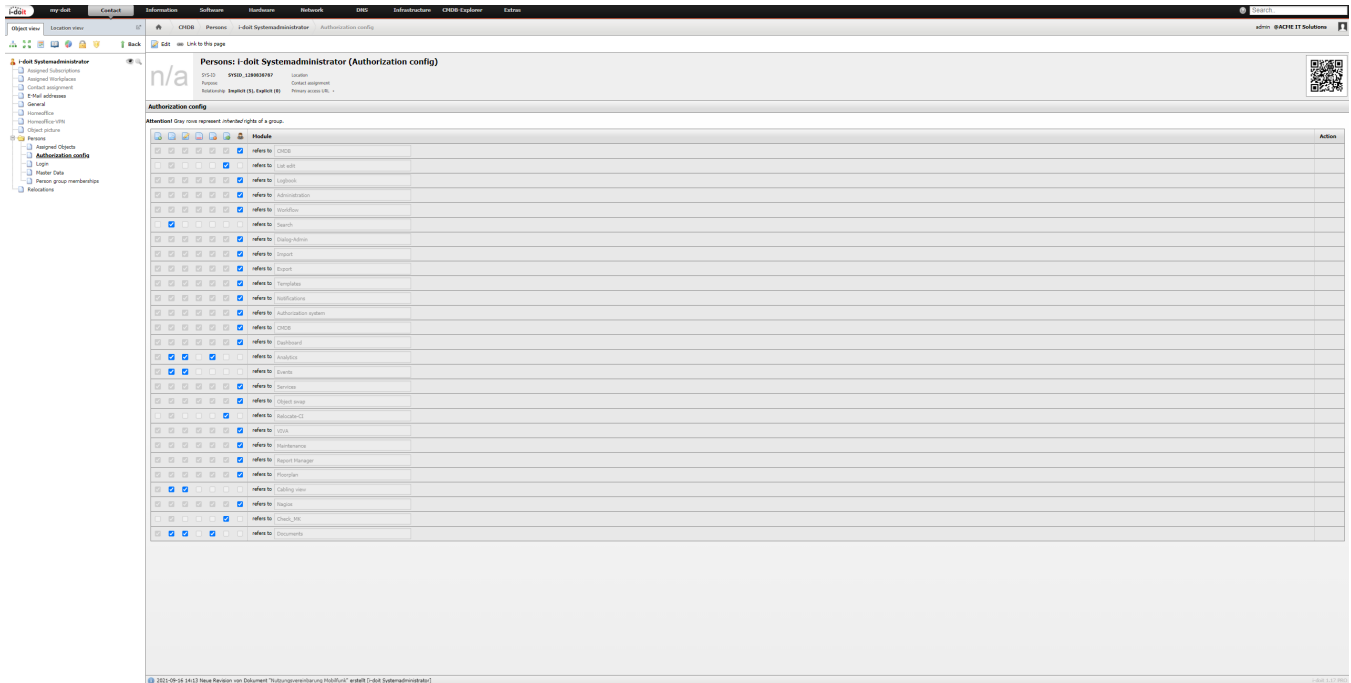 i-doit
my-doit
Contact
Information
Software
Hardware
Network
DNS
Infrastructure
CMDB-Explorer
Extras
Search...
Object view
Location view
CMDB
Persons
i-doit Systemadministrator
Authorization config
admin @ACME IT Solutions
Back
Edit
Link to this page
i-doit Systemadministrator
Assigned Subscriptions
Assigned Workplaces
Contact assignment
E-Mail addresses
General
Homeoffice
Homeoffice-VPN
Object picture
Persons
Assigned Objects
Authorization config
Login
Master Data
Person group memberships
Relocations
n/a
Persons: i-doit Systemadministrator (Authorization config)
SYS-ID SYSID_1280838787 Location
Purpose Contact assignment
Relationship Implicit (5), Explicit (0) Primary access URL -
Authorization config
Attention! Gray rows represent inherited rights of a group.
Module
Action
refers to CMDB
refers to List edit
refers to Logbook
refers to Administration
refers to Workflow
refers to Search
refers to Dialog-Admin
refers to Import
refers to Export
refers to Templates
refers to Notifications
refers to Authorization system
refers to CMDB
refers to Dashboard
refers to Analytics
refers to Events
refers to Services
refers to Object swap
refers to Relocate-CI
refers to VIVA
refers to Maintenance
refers to Report Manager
refers to Floorplan
refers to Cabling view
refers to Nagios
refers to Check_MK
refers to Documents
2021-09-16 14:13 Neue Revision von Dokument "Nutzungsvereinbarung Mobilfunk" erstellt [i-doit Systemadministrator]